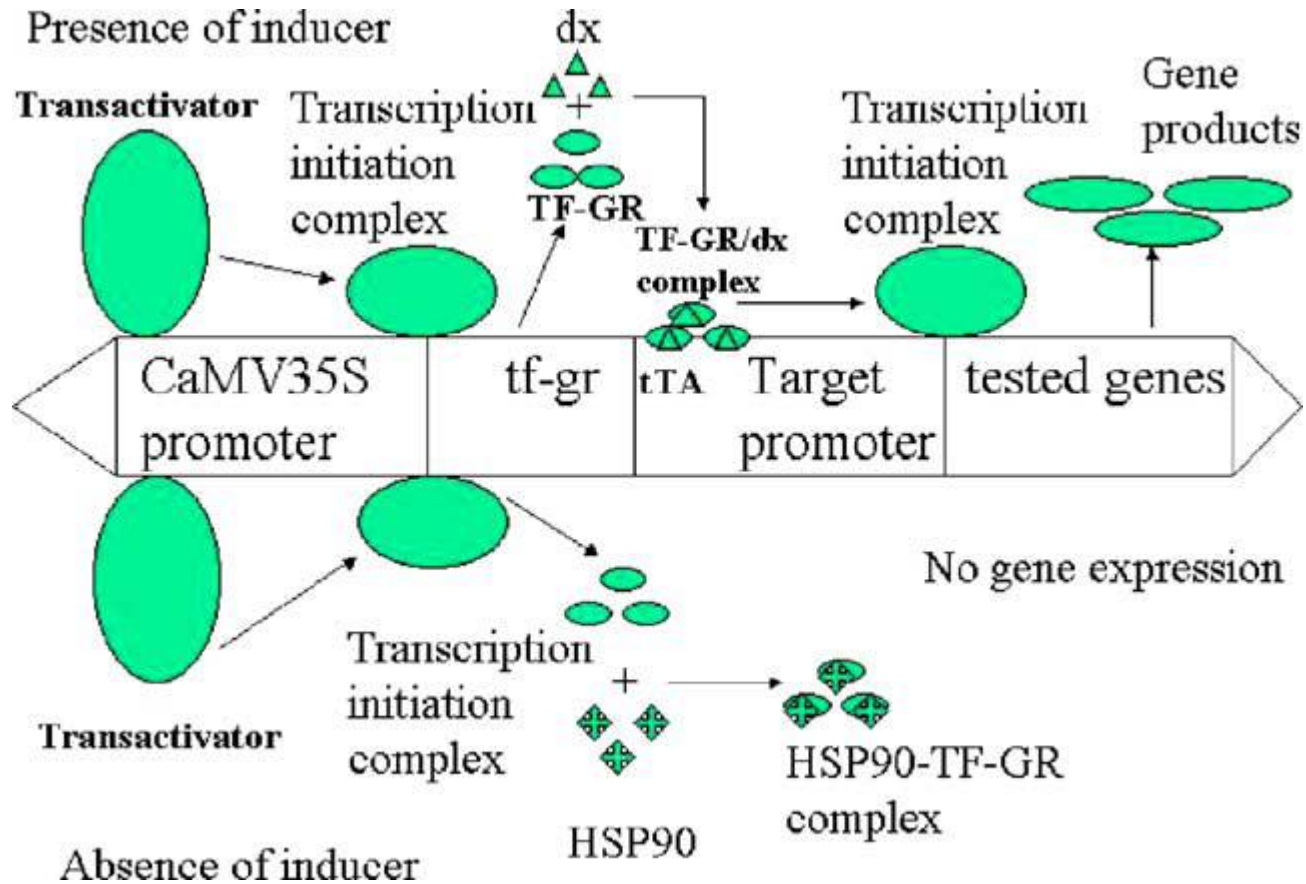 Presence of inducer
dx
Transactivator
Transcription
initiation
complex
+
TF-GR
TF-GR/dx
complex
Transcription
initiation
complex
Gene
products
CaMV35S
promoter
tf-gr
tTA
Target
promoter
tested genes
No gene expression
Transcription
initiation
complex
+
Transactivator
HSP90
HSP90-TF-GR
complex
Absence of inducer